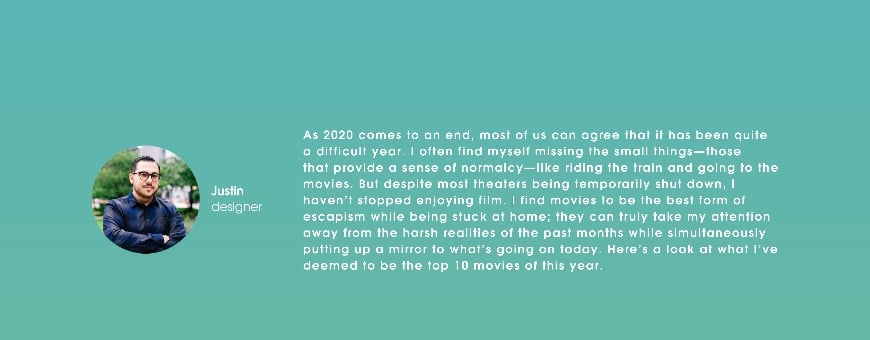 As 2020 comes to an end, most of us can agree that it has been quite
a difficult year. I often find myself missing the small things—those
that provide a sense of normalcy—like riding the train and going to the
movies. But despite most theaters being temporarily shut down, I
haven't stopped enjoying film. I find movies to be the best form of
escapism while being stuck at home; they can truly take my attention
away from the harsh realities of the past months while simultaneously
putting up a mirror to what's going on today. Here's a look at what I've
deemed to be the top 10 movies of this year.
Justin
designer